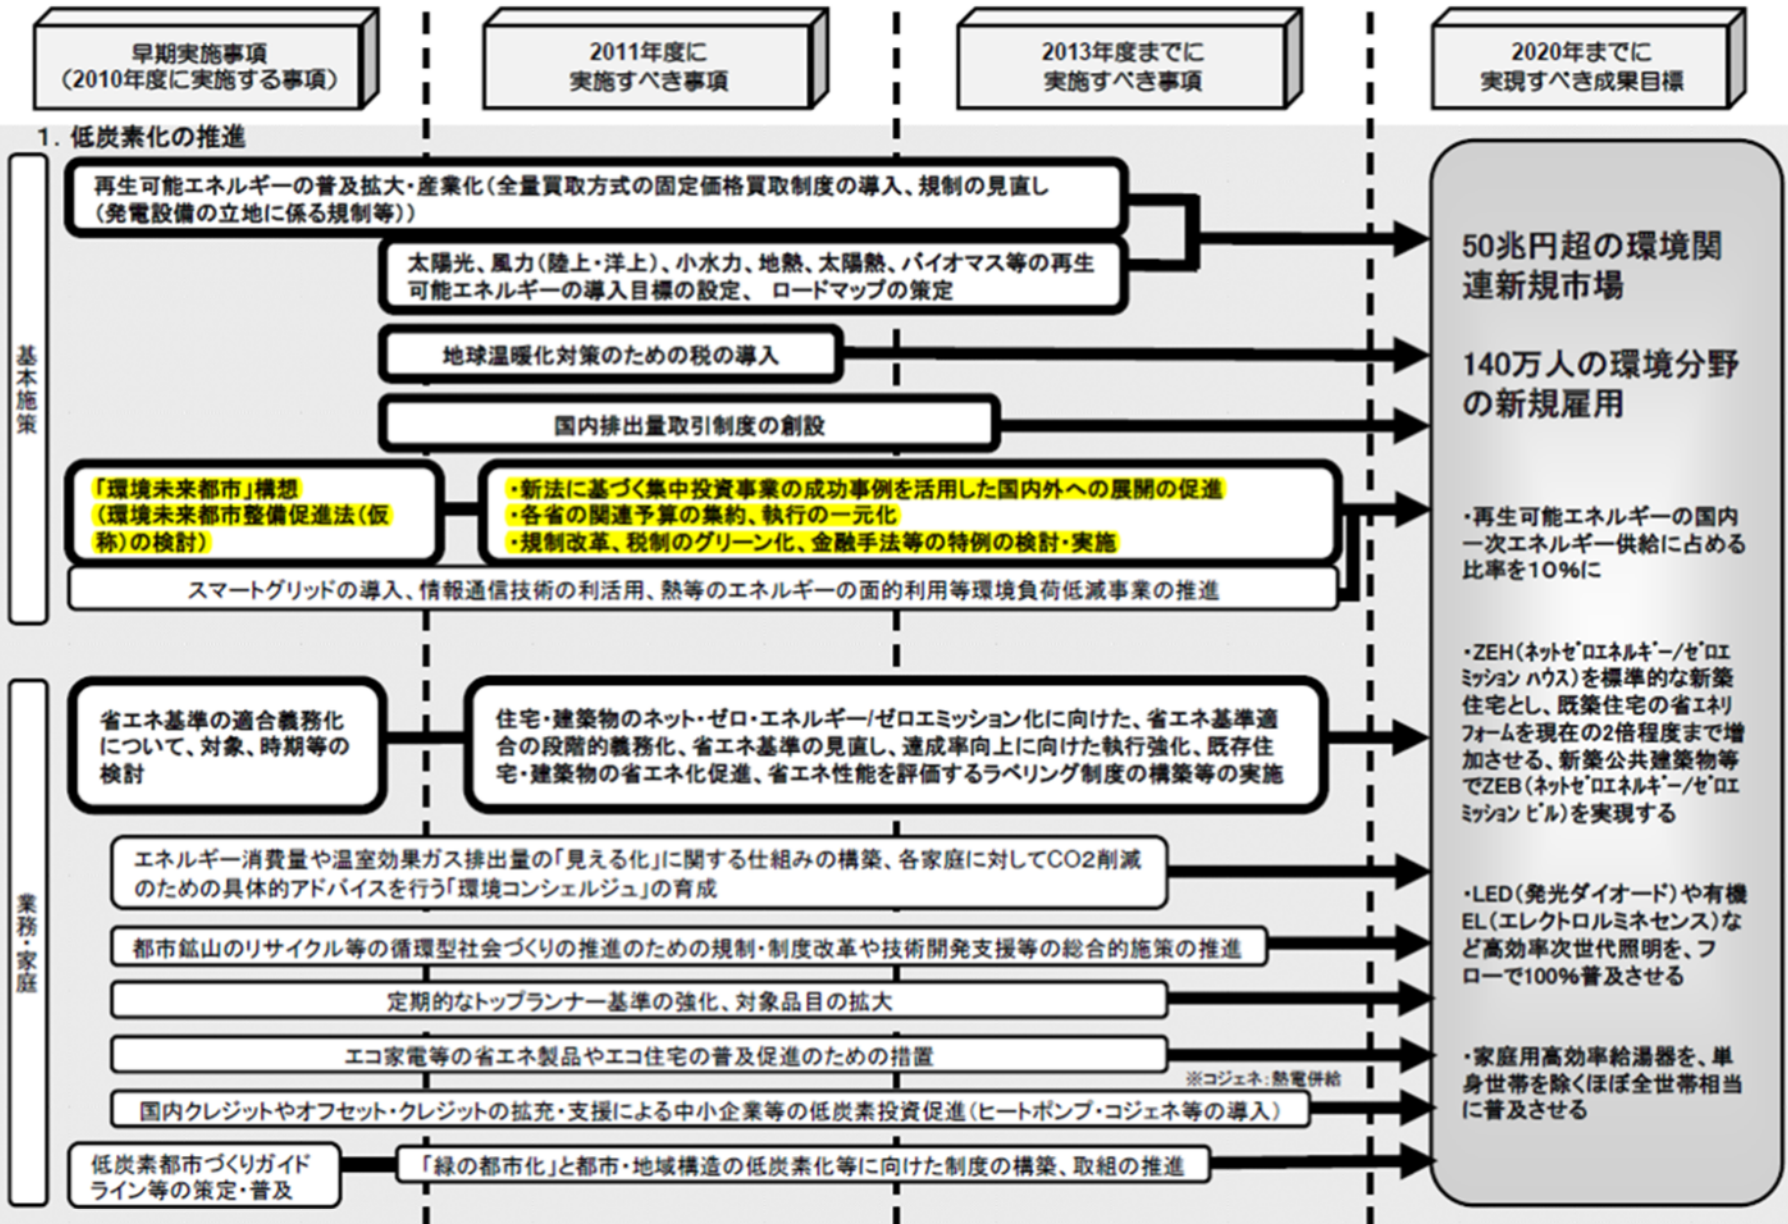 早期実施事項
（2010年度に実施する事項）
2011年度に
実施すべき事項
2013年度までに
実施すべき事項
2020年までに
実現すべき成果目標
1．低炭素化の推進
基本施策
再生可能エネルギーの普及拡大・産業化（全量買取方式の固定価格買取制度の導入、規制の見直し
（発電設備の立地に係る規制等））
太陽光、風力（陸上・洋上）、小水力、地熱、太陽熱、バイオマス等の再生
可能エネルギーの導入目標の設定、 ロードマップの策定
地球温暖化対策のための税の導入
国内排出量取引制度の創設
「環境未来都市」構想
（環境未来都市整備促進法（仮
称）の検討）
・新法に基づく集中投資事業の成功事例を活用した国内外への展開の促進
・各省の関連予算の集約、執行の一元化
・規制改革、税制のグリーン化、金融手法等の特例の検討・実施
スマートグリッドの導入、情報通信技術の利活用、熱等のエネルギーの面的利用等環境負荷低減事業の推進
業務・家庭
省エネ基準の適合義務化
について、対象、時期等の
検討
住宅・建築物のネット・ゼロ・エネルギー/ゼロエミッション化に向けた、省エネ基準適
合の段階的義務化、省エネ基準の見直し、達成率向上に向けた執行強化、既存住
宅・建築物の省エネ化促進、省エネ性能を評価するラベリング制度の構築等の実施
エネルギー消費量や温室効果ガス排出量の「見える化」に関する仕組みの構築、各家庭に対してCO2削減
のための具体的アドバイスを行う「環境コンシェルジュ」の育成
都市鉱山のリサイクル等の循環型社会づくりの推進のための規制・制度改革や技術開発支援等の総合的施策の推進
定期的なトップランナー基準の強化、対象品目の拡大
エコ家電等の省エネ製品やエコ住宅の普及促進のための措置
※コジェネ：熱電併給
国内クレジットやオフセット・クレジットの拡充・支援による中小企業等の低炭素投資促進（ヒートポンプ・コジェネ等の導入）
低炭素都市づくりガイド
ライン等の策定・普及
「緑の都市化」と都市・地域構造の低炭素化等に向けた制度の構築、取組の推進
50兆円超の環境関
連新規市場
140万人の環境分野
の新規雇用
・再生可能エネルギーの国内
一次エネルギー供給に占める
比率を10%に
・ZEH（ﾈｯﾄｾﾞﾛｴﾈﾙｷﾞｰ/ｾﾞﾛｴ
ﾐｯｼｮﾝ ﾊｳｽ）を標準的な新築
住宅とし、既築住宅の省ｴﾈﾘ
ﾌｫｰﾑを現在の2倍程度まで増
加させる、新築公共建築物等
でZEB（ﾈｯﾄｾﾞﾛｴﾈﾙｷﾞｰ/ｾﾞﾛｴ
ﾐｯｼｮﾝ ﾋﾞﾙ）を実現する
・LED（発光ダイオード）や有機
EL（エレクトロルミネセンス）な
ど高効率次世代照明を、フ
ローで100%普及させる
・家庭用高効率給湯器を、単
身世帯を除くほぼ全世帯相当
に普及させる